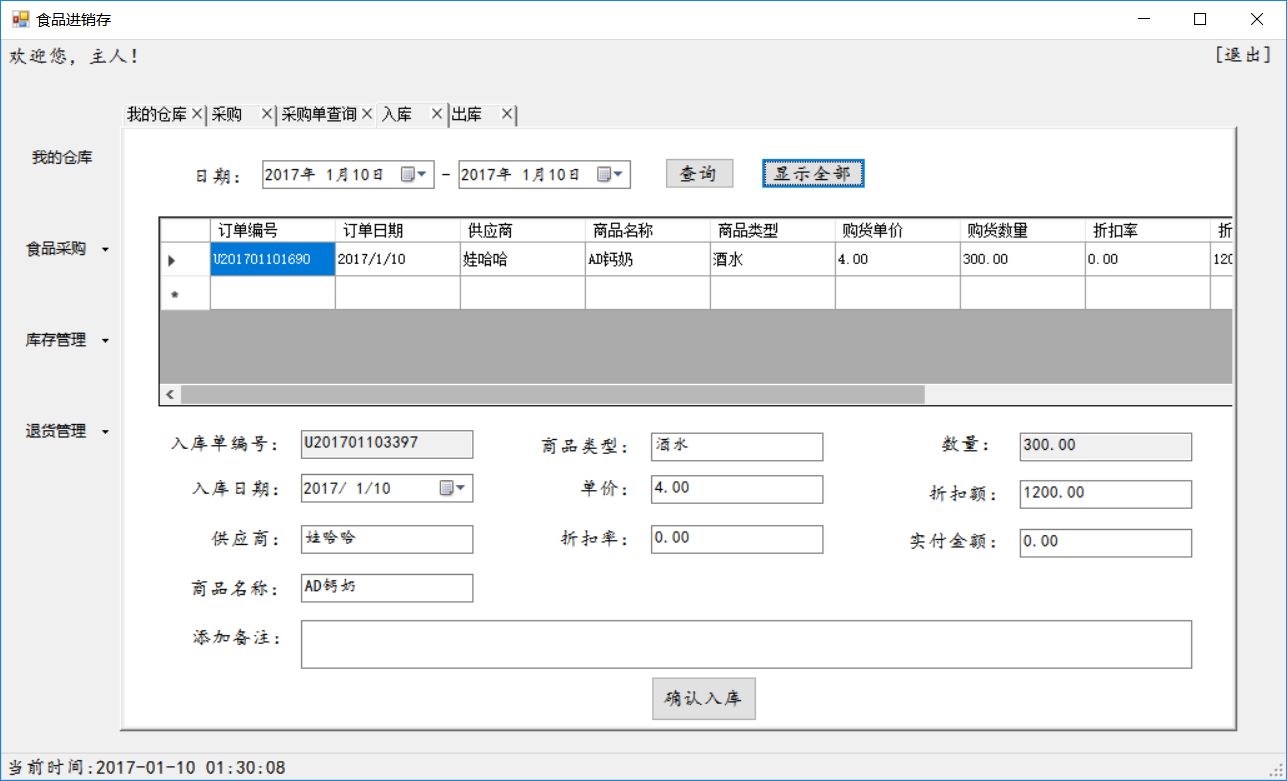 食品进销存
欢迎您，主人！ [退出]
我的仓库 采购 采购单查询 入库 出库
我的仓库
食品采购
库存管理
退货管理
日期： 2017年 1月10日 - 2017年 1月10日 查询 显示全部
订单编号 订单日期 供应商 商品名称 商品类型 购货单价 购货数量 折扣率 折
U201701101690 2017/1/10 娃哈哈 AD钙奶 酒水 4.00 300.00 0.00 120
入库单编号： U201701103397 商品类型： 酒水 数量： 300.00
入库日期： 2017/ 1/10 单价： 4.00 折扣额： 1200.00
供应商： 娃哈哈 折扣率： 0.00 实付金额： 0.00
商品名称： AD钙奶
添加备注：
确认入库
当前时间:2017-01-10 01:30:08